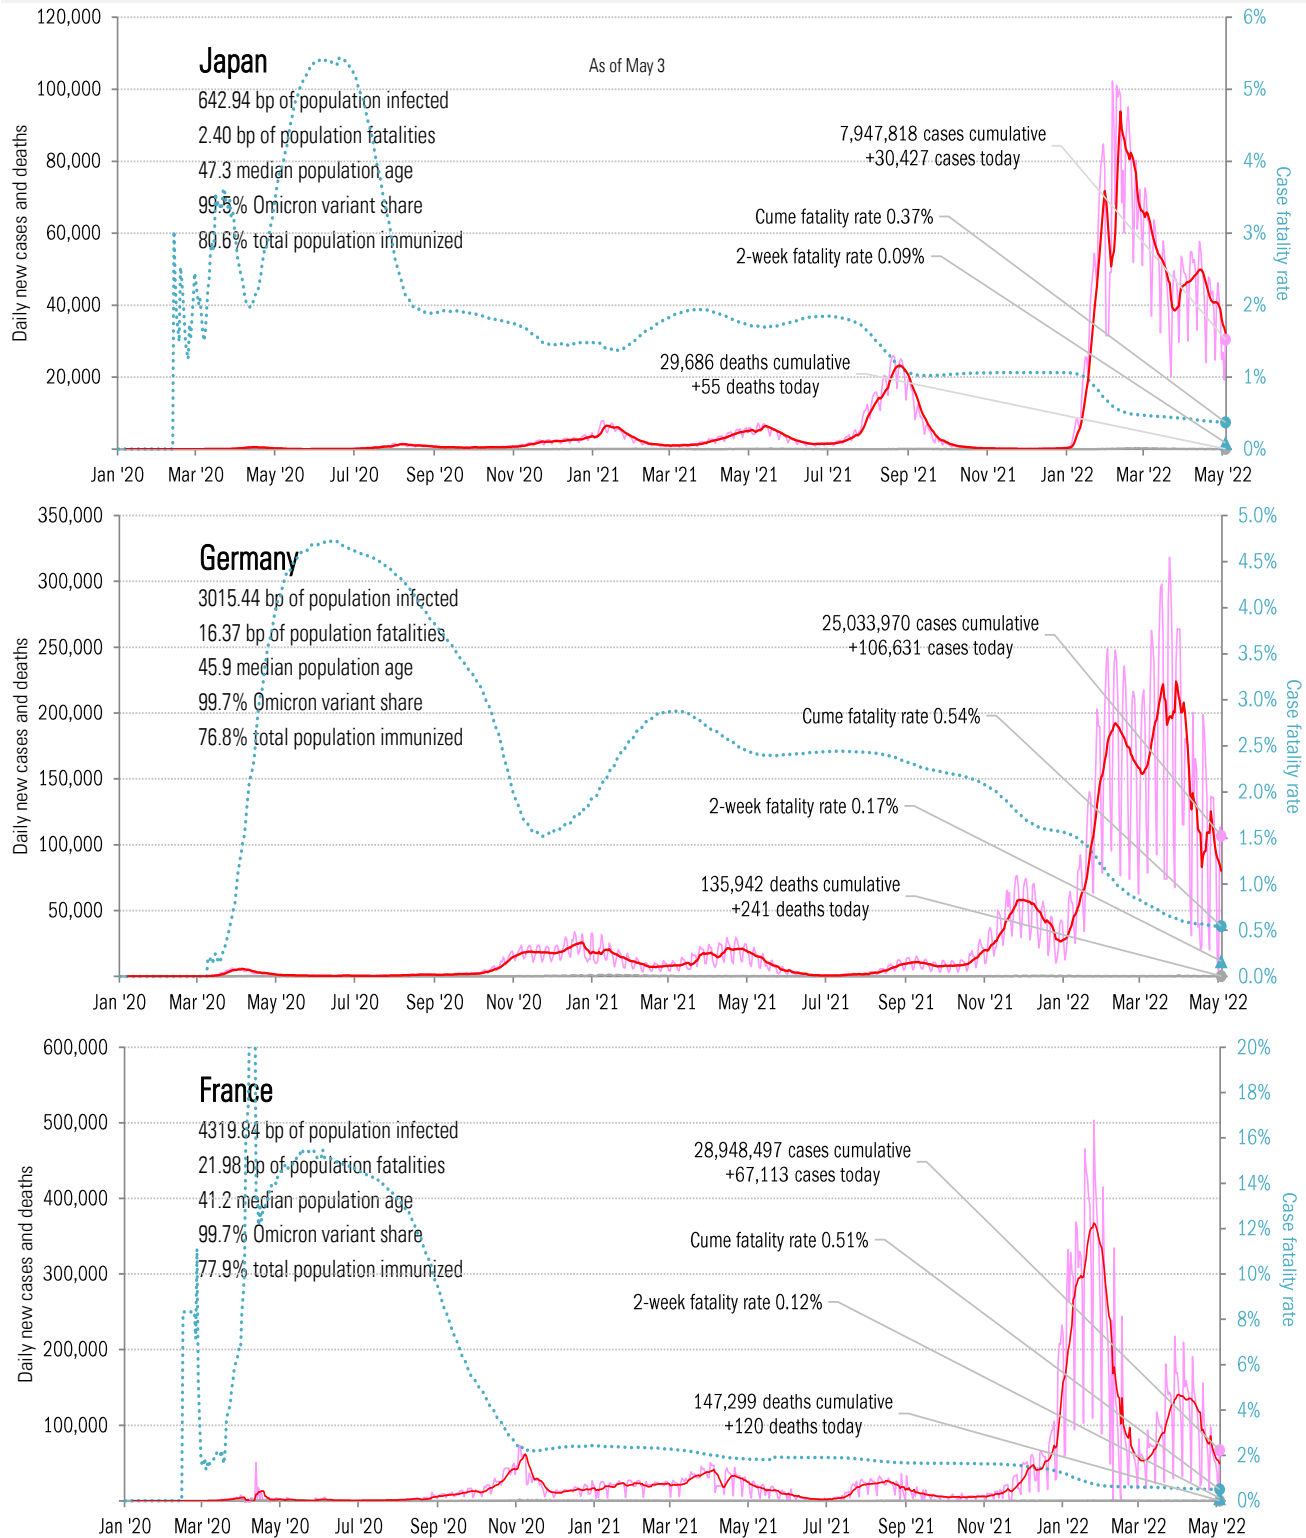 120,000
100,000
80,000
60,000
40,000
20,000
Daily new cases and deaths
Japan
642.94 bp of population infected
2.40 bp of population fatalities
47.3 median population age
99.5% Omicron variant share
80.6% total population immunized
As of May 3
7,947,818 cases cumulative
+30,427 cases today
Cume fatality rate 0.37%
2-week fatality rate 0.09%
29,686 deaths cumulative
+55 deaths today
6%
5%
4%
3%
2%
1%
0%
Case fatality rate
Jan '20 Mar '20 May '20 Jul '20 Sep '20 Nov '20 Jan '21 Mar '21 May '21 Jul '21 Sep '21 Nov '21 Jan '22 Mar '22 May '22
350,000
300,000
250,000
200,000
150,000
100,000
50,000
Daily new cases and deaths
Germany
3015.44 bp of population infected
16.37 bp of population fatalities
45.9 median population age
99.7% Omicron variant share
76.8% total population immunized
25,033,970 cases cumulative
+106,631 cases today
Cume fatality rate 0.54%
2-week fatality rate 0.17%
135,942 deaths cumulative
+241 deaths today
5.0%
4.5%
4.0%
3.5%
3.0%
2.5%
2.0%
1.5%
1.0%
0.5%
0.0%
Case fatality rate
Jan '20 Mar '20 May '20 Jul '20 Sep '20 Nov '20 Jan '21 Mar '21 May '21 Jul '21 Sep '21 Nov '21 Jan '22 Mar '22 May '22
600,000
500,000
400,000
300,000
200,000
100,000
Daily new cases and deaths
France
4319.84 bp of population infected
21.98 bp of population fatalities
41.2 median population age
99.7% Omicron variant share
77.9% total population immunized
28,948,497 cases cumulative
+67,113 cases today
Cume fatality rate 0.51%
2-week fatality rate 0.12%
147,299 deaths cumulative
+120 deaths today
20%
18%
16%
14%
12%
10%
8%
6%
4%
2%
0%
Case fatality rate
Jan '20 Mar '20 May '20 Jul '20 Sep '20 Nov '20 Jan '21 Mar '21 May '21 Jul '21 Sep '21 Nov '21 Jan '22 Mar '22 May '22